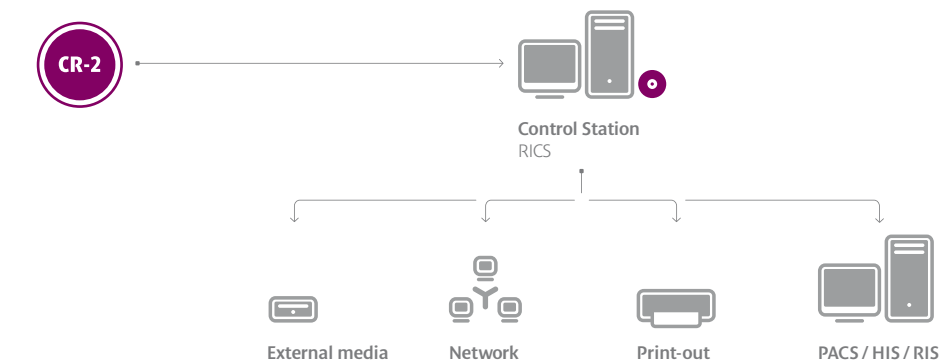 CR-2
Control Station
RICS
External media
Network
Print-out
PACS / HIS / RIS